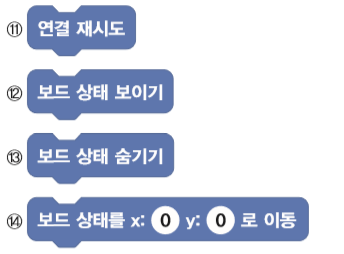 ⑪ 연결 재시도
⑫ 보드 상태 보이기
⑬ 보드 상태 숨기기
⑭ 보드 상태를 x: 0 y: 0 로 이동